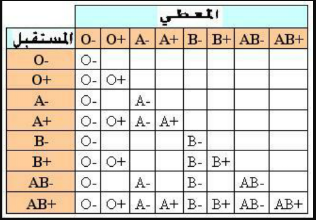 المعطي
المستقبل O- O+ A- A+ B- B+ AB- AB+
O- O-
O+ O- O+
A- O- A-
A+ O- O+ A- A+
B- O- B-
B+ O- O+ B- B+
AB- O- A- B- AB-
AB+ O- O+ A- A+ B- B+ AB- AB+